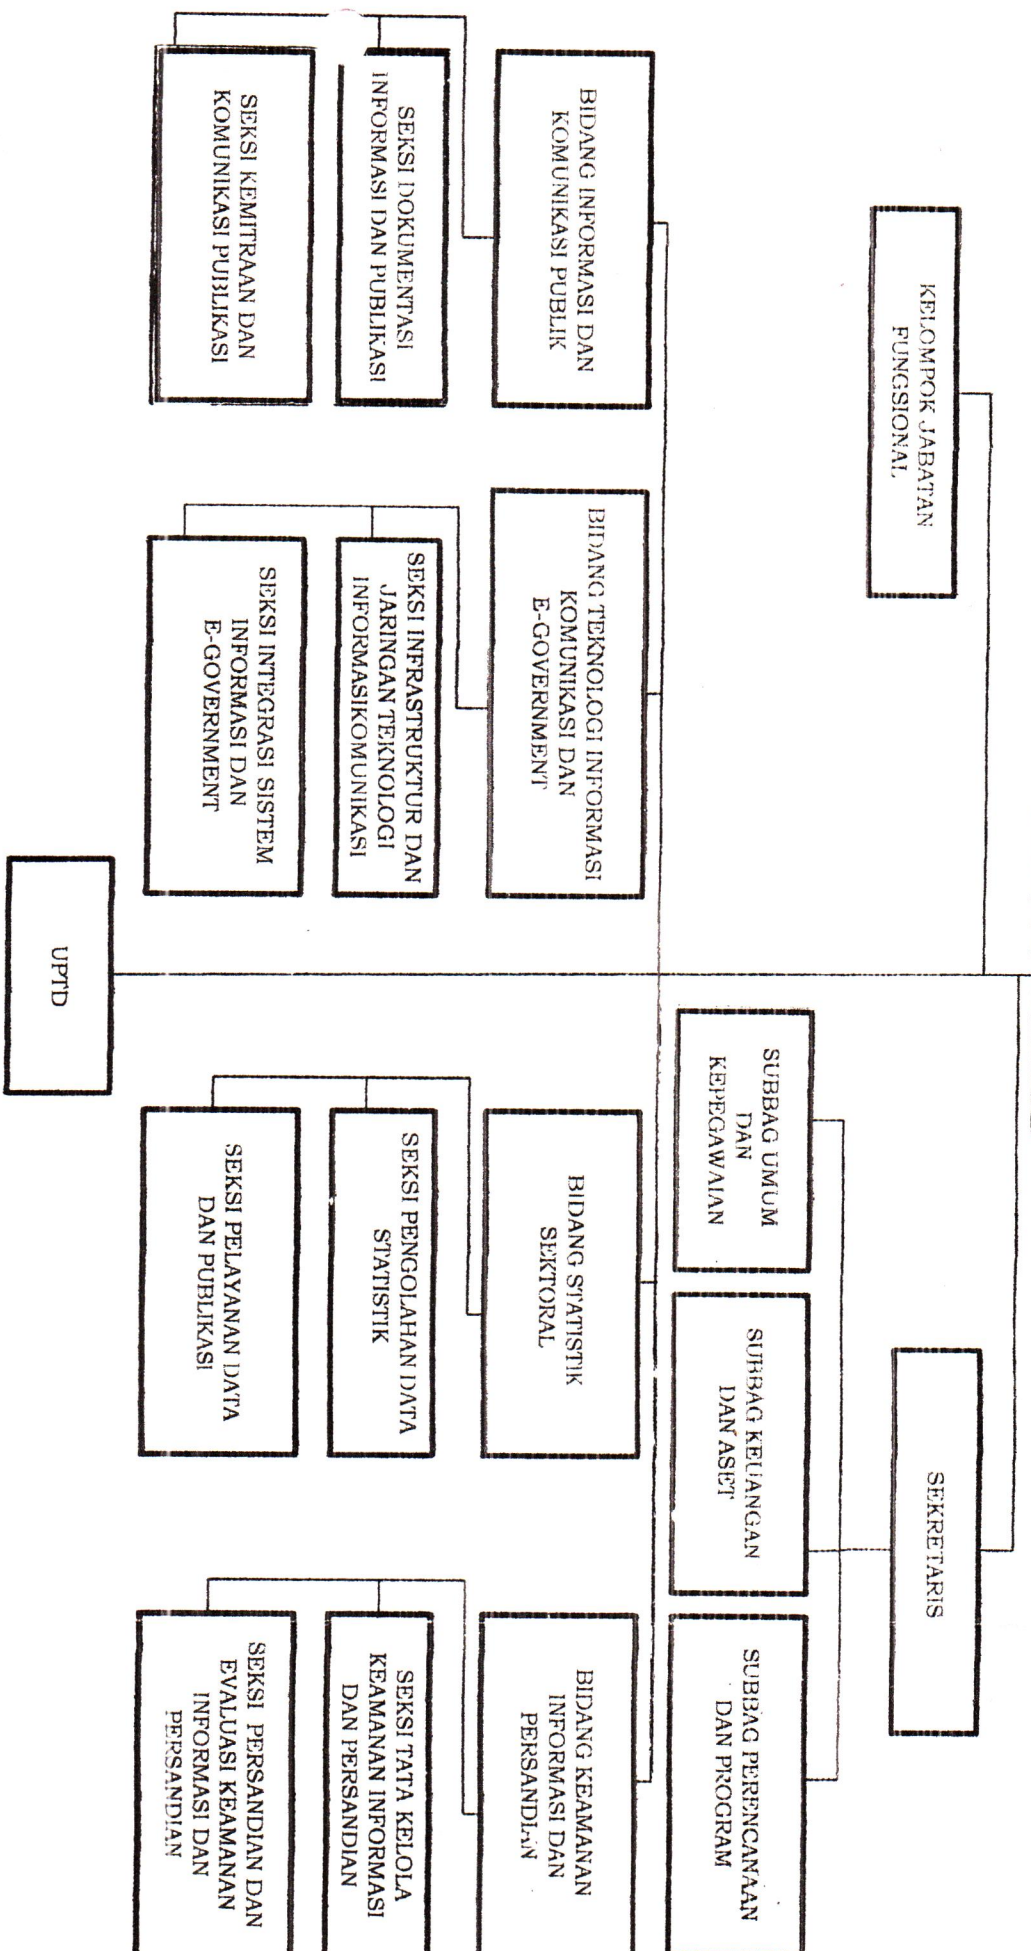 KELOMPOK JABATAN
FUNGSIONAL
SEKRETARIS
SUBBAG UMUM
DAN
KEPEGAWAIAN
SUBBAG KEUANGAN
DAN ASET
SUBBAG PERENCANAAN
DAN PROGRAM
BIDANG INFORMASI DAN
KOMUNIKASI PUBLIK
BIDANG TEKNOLOGI INFORMASI
KOMUNIKASI DAN
E-GOVERNMENT
BIDANG STATISTIK
SEKTORAL
BIDANG KEAMANAN
INFORMASI DAN
PERSANDIAN
SEKSI DOKUMENTASI
INFORMASI DAN PUBLIKASI
SEKSI INFRASTRUKTUR DAN
JARINGAN TEKNOLOGI
INFORMASIKOMUNIKASI
SEKSI PENGOLAHAN DATA
STATISTIK
SEKSI TATA KELOLA
KEAMANAN INFORMASI
DAN PERSANDIAN
SEKSI KEMITRAAN DAN
KOMUNIKASI PUBLIKASI
SEKSI INTEGRASI SISTEM
INFORMASI DAN
E-GOVERNMENT
SEKSI PELAYANAN DATA
DAN PUBLIKASI
SEKSI PERSANDIAN DAN
EVALUASI KEAMANAN
INFORMASI DAN
PERSANDIAN
UPTD